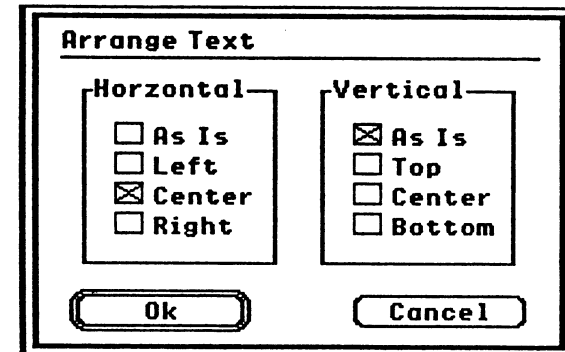 Arrange Text
Horzontal
As Is
Left
Center
Right
Vertical
As Is
Top
Center
Bottom
Ok
Cancel